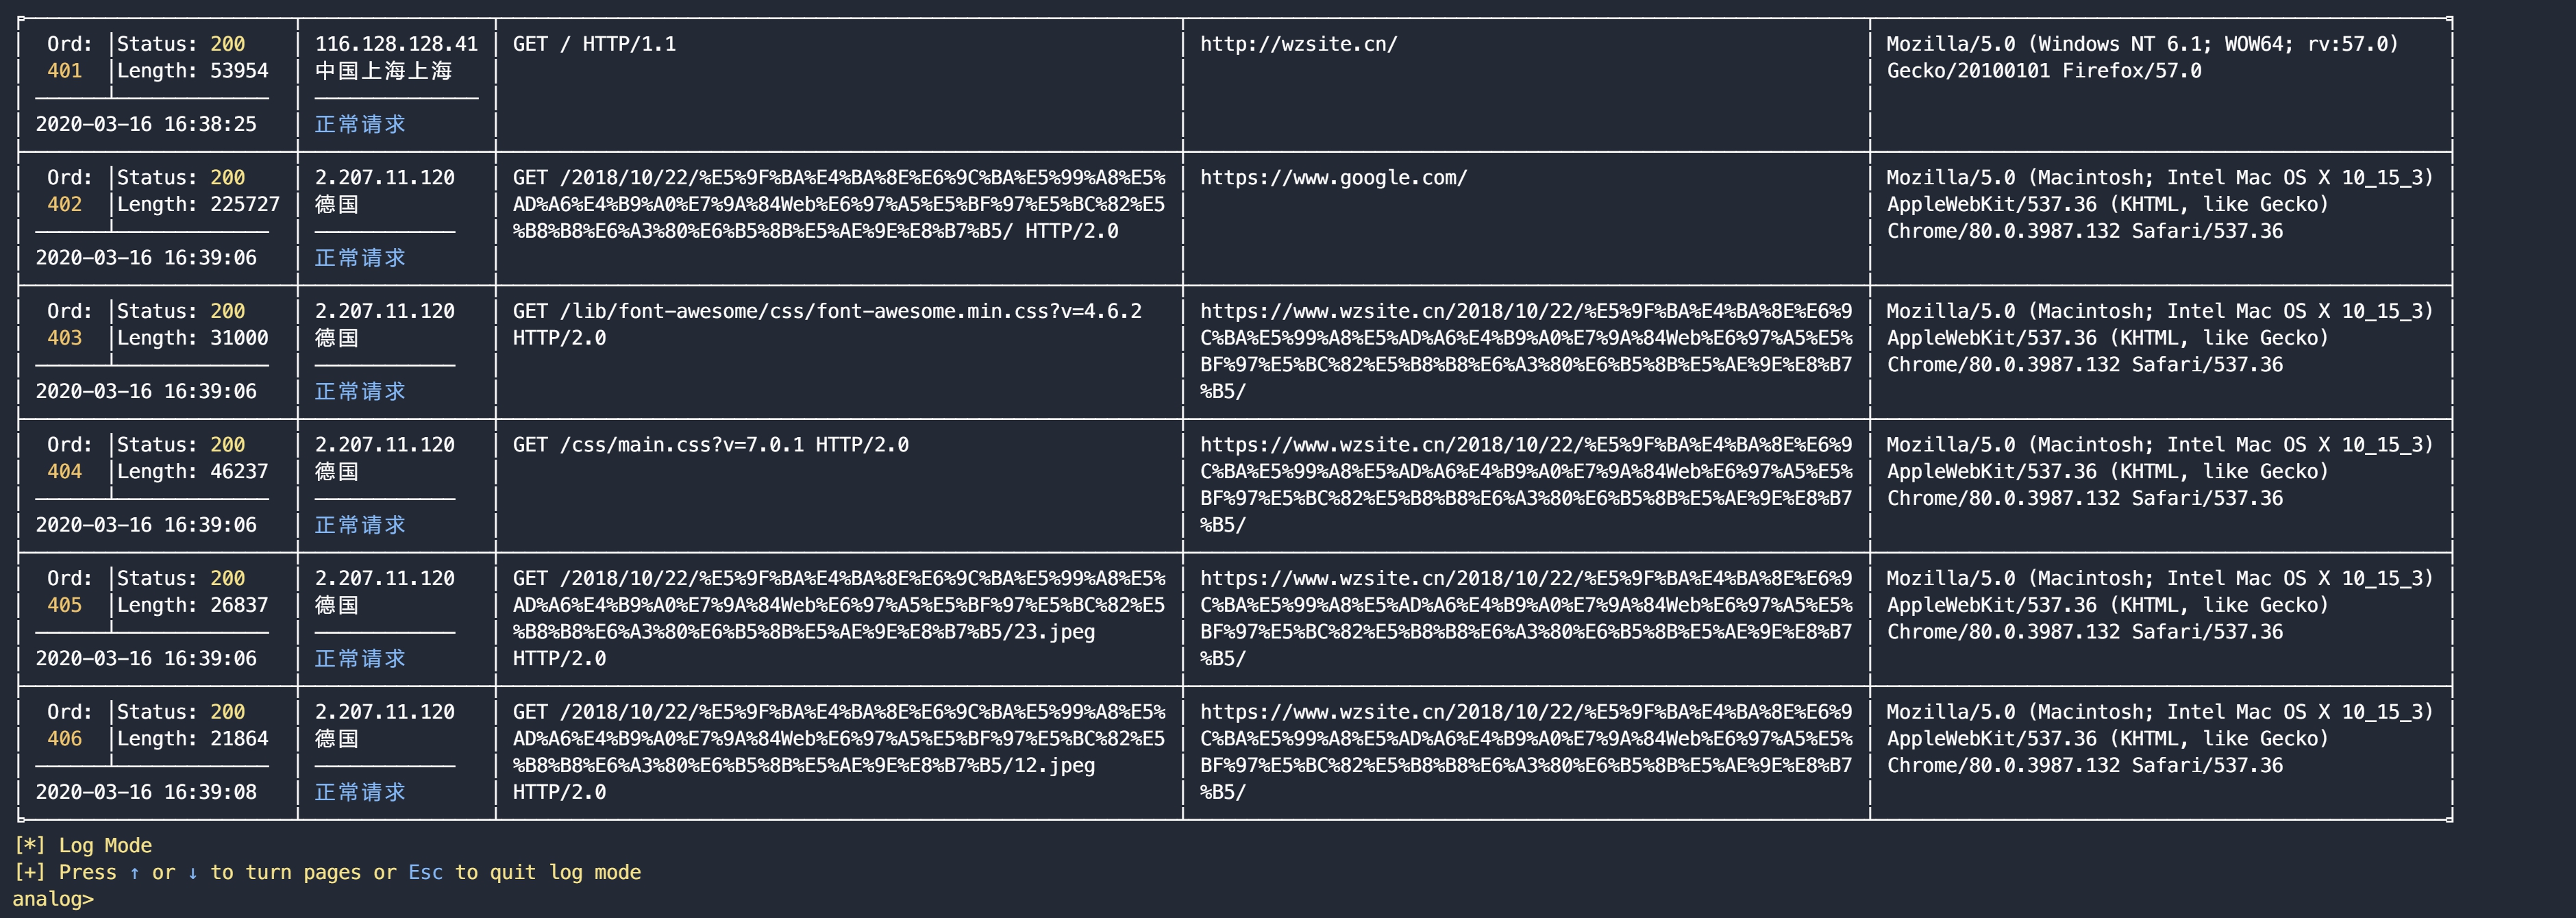 Ord: Status: 200 116.128.128.41 GET / HTTP/1.1 http://wzsite.cn/ Mozilla/5.0 (Windows NT 6.1; WOW64; rv:57.0)
401 Length: 53954 中国上海上海 Gecko/20100101 Firefox/57.0
2020-03-16 16:38:25 正常请求
Ord: Status: 200 2.207.11.120 GET /2018/10/22/%E5%9F%BA%E4%BA%8E%E6%9C%BA%E5%99%A8%E5% https://www.google.com/ Mozilla/5.0 (Macintosh; Intel Mac OS X 10_15_3)
402 Length: 225727 德国 AD%A6%E4%B9%A0%E7%9A%84Web%E6%97%A5%E5%BF%97%E5%BC%82%E5 AppleWebKit/537.36 (KHTML, like Gecko)
%B8%B8%E6%A3%80%E6%B5%8B%E5%AE%9E%E8%B7%B5/ HTTP/2.0 Chrome/80.0.3987.132 Safari/537.36
2020-03-16 16:39:06 正常请求
Ord: Status: 200 2.207.11.120 GET /lib/font-awesome/css/font-awesome.min.css?v=4.6.2 https://www.wzsite.cn/2018/10/22/%E5%9F%BA%E4%BA%8E%E6%9 Mozilla/5.0 (Macintosh; Intel Mac OS X 10_15_3)
403 Length: 31000 德国 HTTP/2.0 C%BA%E5%99%A8%E5%AD%A6%E4%B9%A0%E7%9A%84Web%E6%97%A5%E5% AppleWebKit/537.36 (KHTML, like Gecko)
BF%97%E5%BC%82%E5%B8%B8%E6%A3%80%E6%B5%8B%E5%AE%9E%E8%B7 Chrome/80.0.3987.132 Safari/537.36
2020-03-16 16:39:06 正常请求 %B5/
Ord: Status: 200 2.207.11.120 GET /css/main.css?v=7.0.1 HTTP/2.0 https://www.wzsite.cn/2018/10/22/%E5%9F%BA%E4%BA%8E%E6%9 Mozilla/5.0 (Macintosh; Intel Mac OS X 10_15_3)
404 Length: 46237 德国 C%BA%E5%99%A8%E5%AD%A6%E4%B9%A0%E7%9A%84Web%E6%97%A5%E5% AppleWebKit/537.36 (KHTML, like Gecko)
BF%97%E5%BC%82%E5%B8%B8%E6%A3%80%E6%B5%8B%E5%AE%9E%E8%B7 Chrome/80.0.3987.132 Safari/537.36
2020-03-16 16:39:06 正常请求 %B5/
Ord: Status: 200 2.207.11.120 GET /2018/10/22/%E5%9F%BA%E4%BA%8E%E6%9C%BA%E5%99%A8%E5% https://www.wzsite.cn/2018/10/22/%E5%9F%BA%E4%BA%8E%E6%9 Mozilla/5.0 (Macintosh; Intel Mac OS X 10_15_3)
405 Length: 26837 德国 AD%A6%E4%B9%A0%E7%9A%84Web%E6%97%A5%E5%BF%97%E5%BC%82%E5 C%BA%E5%99%A8%E5%AD%A6%E4%B9%A0%E7%9A%84Web%E6%97%A5%E5% AppleWebKit/537.36 (KHTML, like Gecko)
%B8%B8%E6%A3%80%E6%B5%8B%E5%AE%9E%E8%B7%B5/23.jpeg BF%97%E5%BC%82%E5%B8%B8%E6%A3%80%E6%B5%8B%E5%AE%9E%E8%B7 Chrome/80.0.3987.132 Safari/537.36
2020-03-16 16:39:06 正常请求 HTTP/2.0 %B5/
Ord: Status: 200 2.207.11.120 GET /2018/10/22/%E5%9F%BA%E4%BA%8E%E6%9C%BA%E5%99%A8%E5% https://www.wzsite.cn/2018/10/22/%E5%9F%BA%E4%BA%8E%E6%9 Mozilla/5.0 (Macintosh; Intel Mac OS X 10_15_3)
406 Length: 21864 德国 AD%A6%E4%B9%A0%E7%9A%84Web%E6%97%A5%E5%BF%97%E5%BC%82%E5 C%BA%E5%99%A8%E5%AD%A6%E4%B9%A0%E7%9A%84Web%E6%97%A5%E5% AppleWebKit/537.36 (KHTML, like Gecko)
%B8%B8%E6%A3%80%E6%B5%8B%E5%AE%9E%E8%B7%B5/12.jpeg BF%97%E5%BC%82%E5%B8%B8%E6%A3%80%E6%B5%8B%E5%AE%9E%E8%B7 Chrome/80.0.3987.132 Safari/537.36
2020-03-16 16:39:08 正常请求 HTTP/2.0 %B5/
[*] Log Mode
[+] Press ↑ or ↓ to turn pages or Esc to quit log mode
analog>